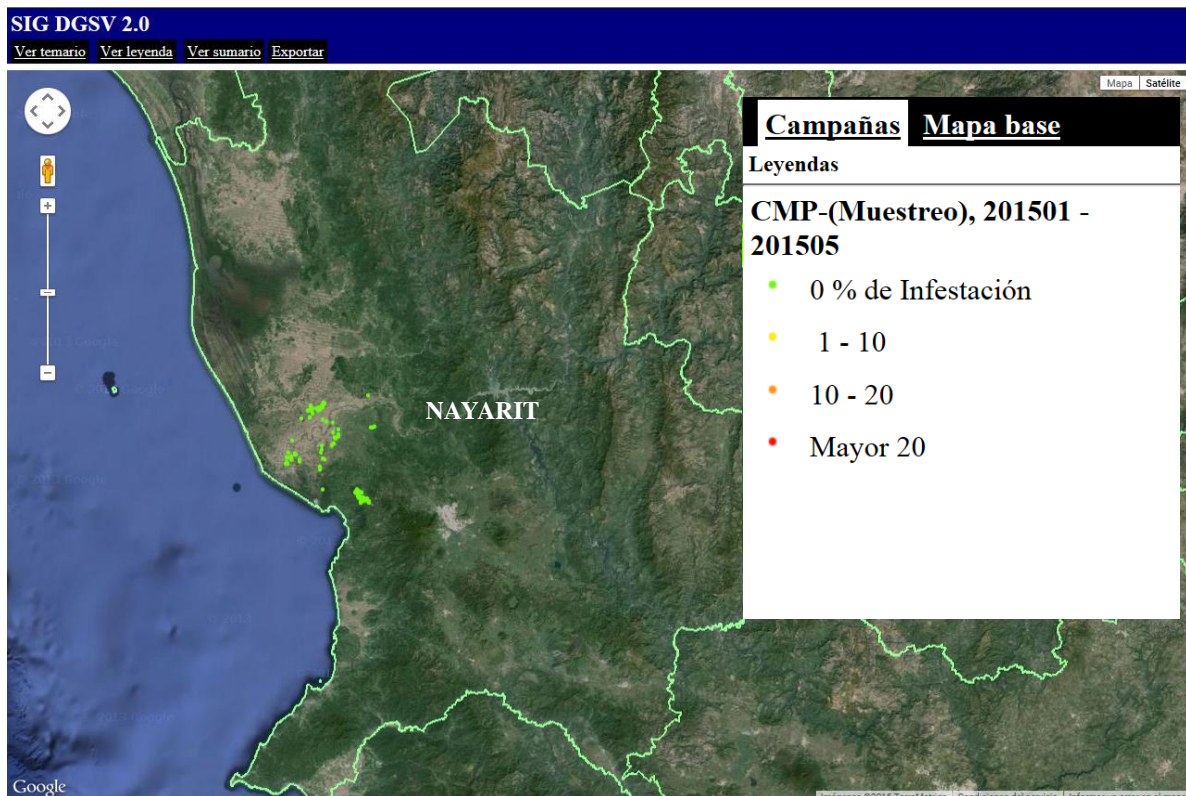 SIG DGSV 2.0
Ver temario Ver leyenda Ver sumario Exportar
Mapa Satélite
Campañas Mapa base
Leyendas
CMP-(Muestreo), 201501 -
201505
0 % de Infestación
1 - 10
10 - 20
Mayor 20
NAYARIT
Google